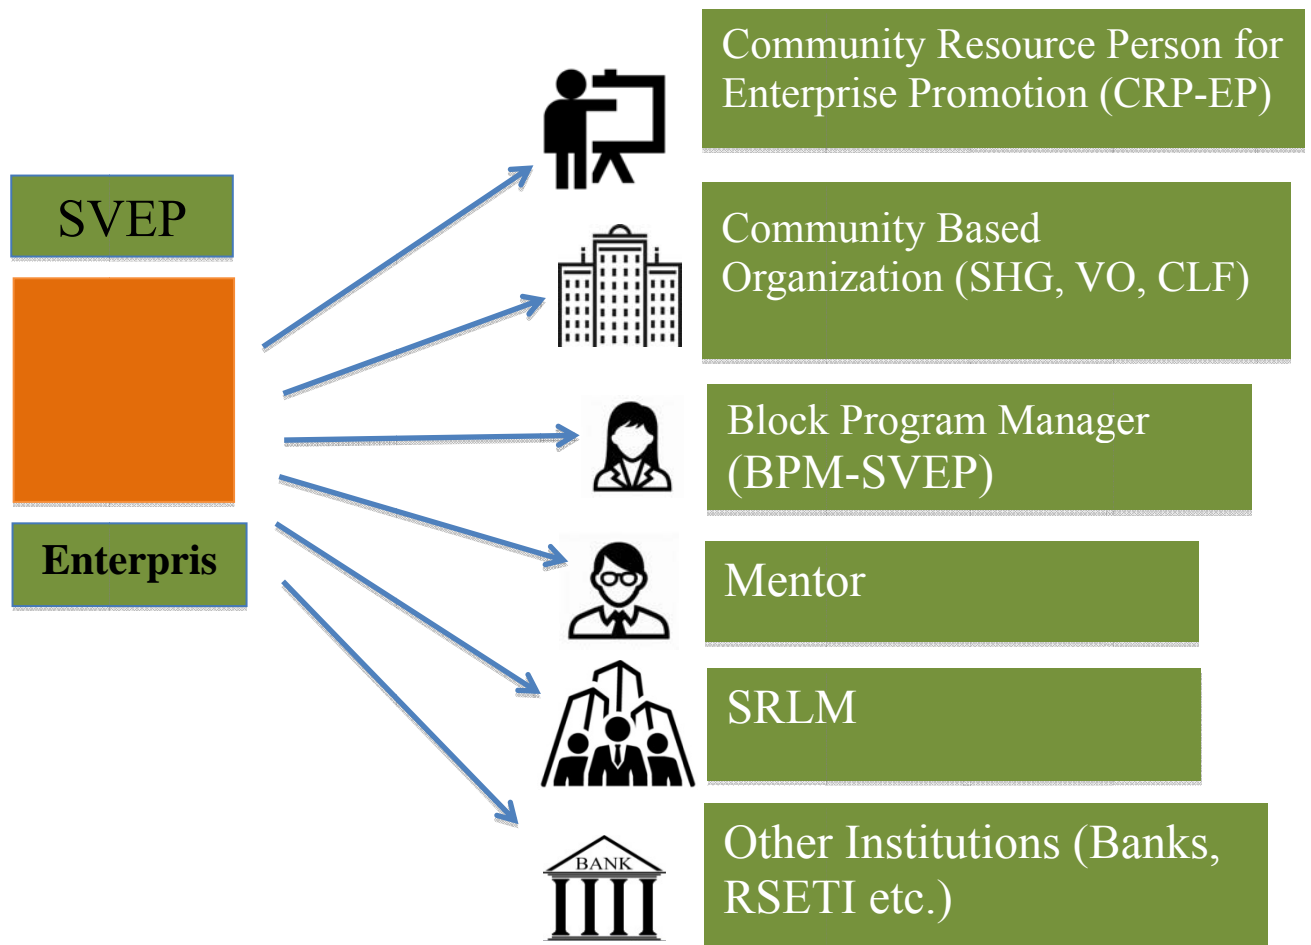 SVEP
Enterpris
Community Resource Person for
Enterprise Promotion (CRP-EP)
Community Based
Organization (SHG, VO, CLF)
Block Program Manager
(BPM-SVEP)
Mentor
SRLM
BANK
Other Institutions (Banks,
RSETI etc.)